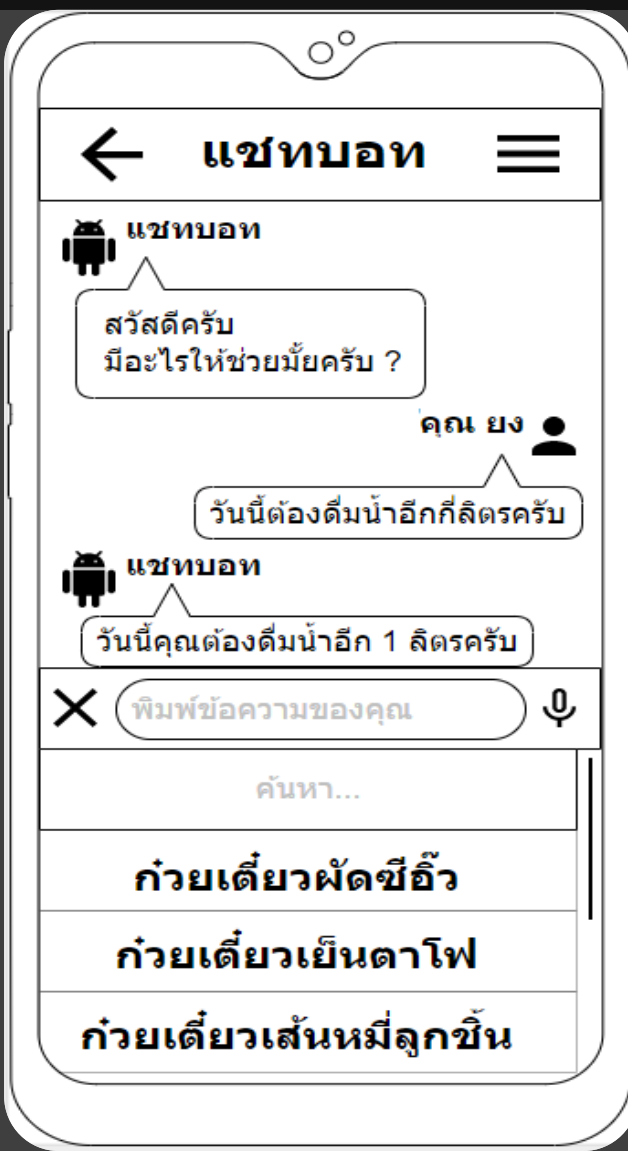 แชทบอท
แชทบอท
สวัสดีครับ
มีอะไรให้ช่วยมั้ยครับ ?
คุณ ยง
วันนี้ต้องดื่มน้ำอีกกี่ลิตรครับ
แชทบอท
วันนี้คุณต้องดื่มน้ำอีก 1 ลิตรครับ
พิมพ์ข้อความของคุณ
ค้นหา...
ก๋วยเตี๋ยวผัดซีอิ๊ว
ก๋วยเตี๋ยวเย็นตาโฟ
ก๋วยเตี๋ยวเส้นหมี่ลูกชิ้น